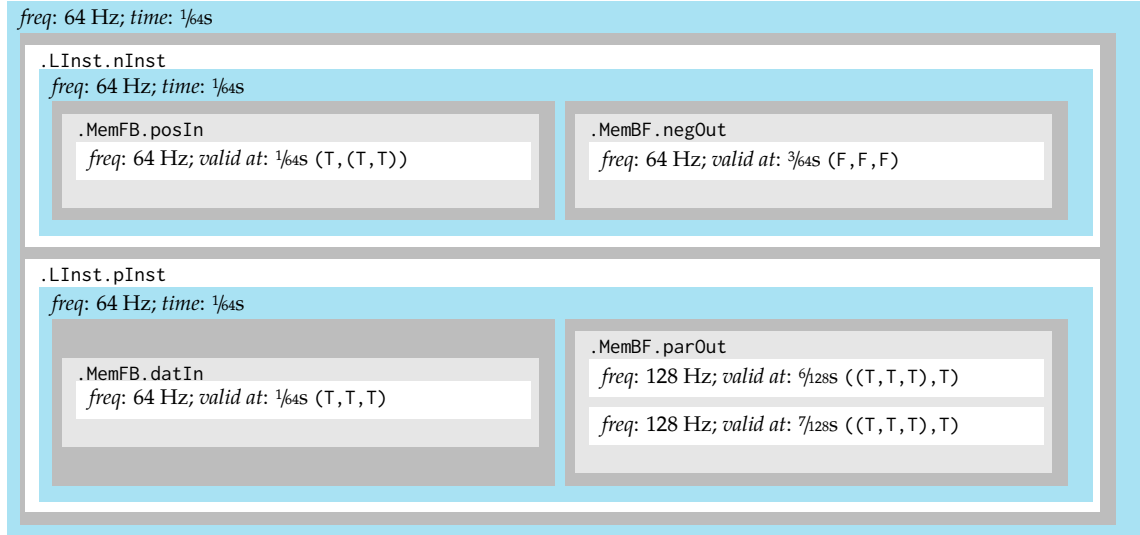 freq: 64 Hz; time: 1⁄64s
.LInst.nInst
freq: 64 Hz; time: 1⁄64s
.MemFB.posIn
freq: 64 Hz; valid at: 1⁄64s (T,(T,T))
.MemBF.negOut
freq: 64 Hz; valid at: 3⁄64s (F,F,F)
.LInst.pInst
freq: 64 Hz; time: 1⁄64s
.MemFB.datIn
freq: 64 Hz; valid at: 1⁄64s (T,T,T)
.MemBF.parOut
freq: 128 Hz; valid at: 6⁄128s ((T,T,T),T)
freq: 128 Hz; valid at: 7⁄128s ((T,T,T),T)